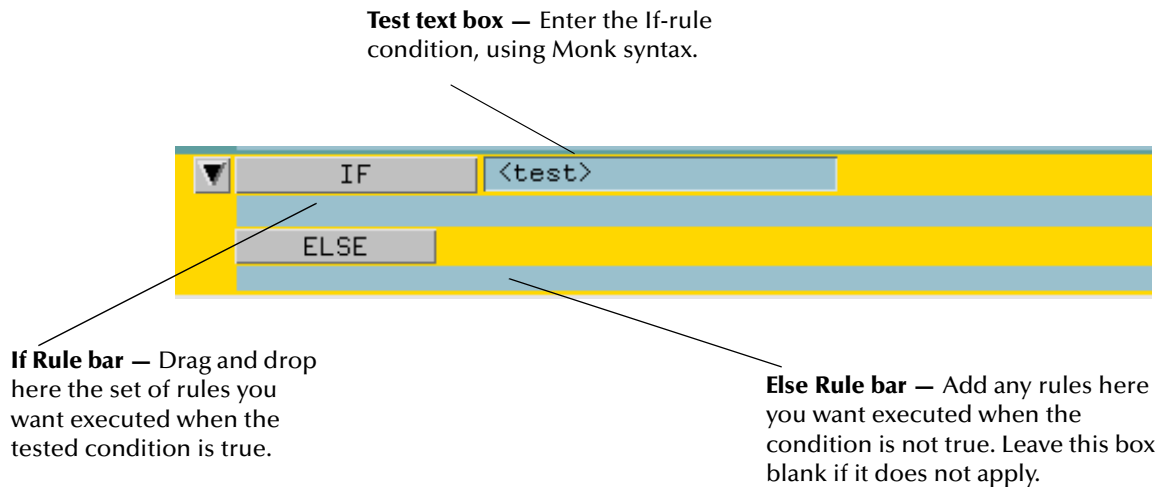 Test text box — Enter the If-rule
condition, using Monk syntax.
IF
<test>
ELSE
If Rule bar — Drag and drop
here the set of rules you
want executed when the
tested condition is true.
Else Rule bar — Add any rules here
you want executed when the
condition is not true. Leave this box
blank if it does not apply.